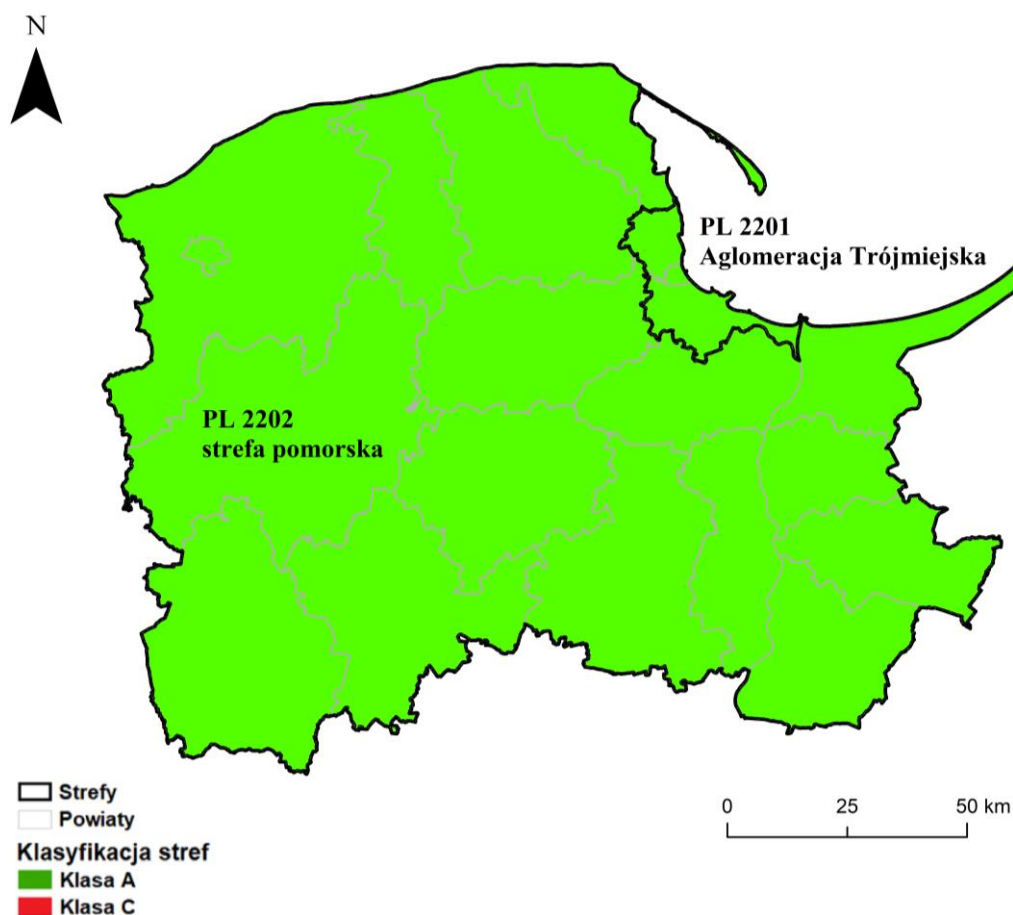 N
PL 2201
Aglomeracja Trójmiejska
PL 2202
strefa pomorska
Strefy
Powiaty
Klasyfikacja stref
Klasa A
Klasa C
0 25 50 km